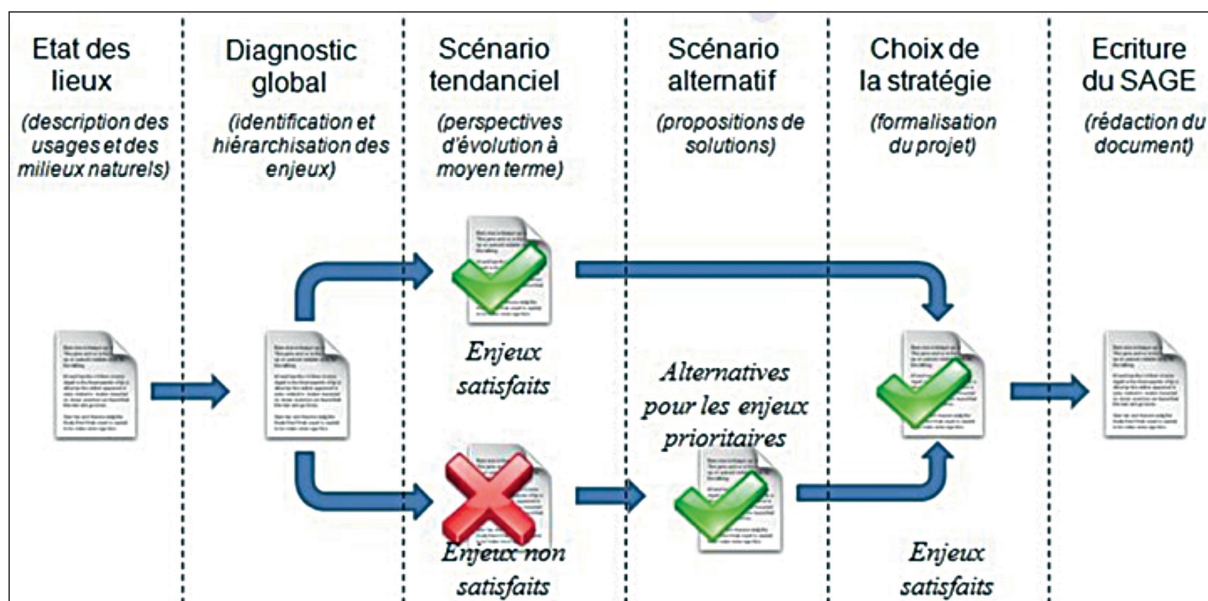 Etat des
lieux
(description des
usages et des
milieux naturels)
Diagnostic
global
(identification et
hiérarchisation des
enjeux)
Scénario
tendanciel
(perspectives
d'évolution à
moyen terme)
Scénario
alternatif
(propositions de
solutions)
Choix de
la stratégie
(formalisation
du projet)
Ecriture
du SAGE
(rédaction du
document)
Enjeux
satisfaits
Alternatives
pour les enjeux
prioritaires
Enjeux non
satisfaits
Enjeux
satisfaits